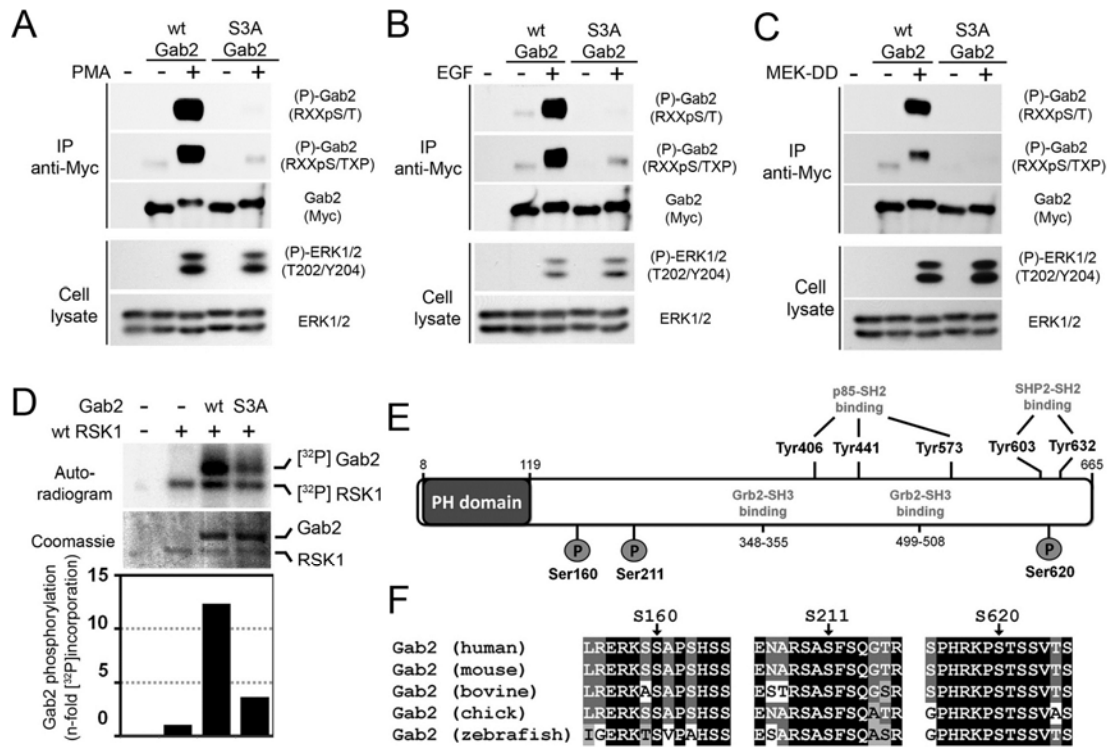 A
wt Gab2
S3A Gab2
PMA - - + - +
IP anti-Myc
(P)-Gab2 (RXXpS/T)
(P)-Gab2 (RXXpS/TXP)
Gab2 (Myc)
Cell lysate
(P)-ERK1/2 (T202/Y204)
ERK1/2
B
wt Gab2
S3A Gab2
EGF - - + - +
IP anti-Myc
(P)-Gab2 (RXXpS/T)
(P)-Gab2 (RXXpS/TXP)
Gab2 (Myc)
Cell lysate
(P)-ERK1/2 (T202/Y204)
ERK1/2
C
wt Gab2
S3A Gab2
MEK-DD - - + - +
IP anti-Myc
(P)-Gab2 (RXXpS/T)
(P)-Gab2 (RXXpS/TXP)
Gab2 (Myc)
Cell lysate
(P)-ERK1/2 (T202/Y204)
ERK1/2
D
Gab2 - - wt S3A
wt RSK1 - + + +
Auto-radiogram
[32P] Gab2
[32P] RSK1
Coomassie
Gab2
RSK1
Gab2 phosphorylation
(n-fold [32P]incorporation)
15
10
5
0
E
p85-SH2 binding
SHP2-SH2 binding
Tyr406 Tyr441 Tyr573 Tyr603 Tyr632
8 119 665
PH domain
Grb2-SH3 binding
Grb2-SH3 binding
348-355
499-508
P P P
Ser160 Ser211 Ser620
F
S160 S211 S620
Gab2 (human) LRERKSSAPSHSS ENARSASFSQGTR SPHRKPSTSSVTS
Gab2 (mouse) LRERKSSAPSHSS ENARSASFSQGTR SPHRKPSTSSVTS
Gab2 (bovine) LRERKASAPSHSS ESTRSASFSQGSR SPHRKPSTSSVTS
Gab2 (chick) LRERKSSAPSHSS ENARSASFSQATR GPHRKPSTSSVAS
Gab2 (zebrafish) IGERKTSVPAHSS ESARSASFSQASR GPHRKPSTSSVTS